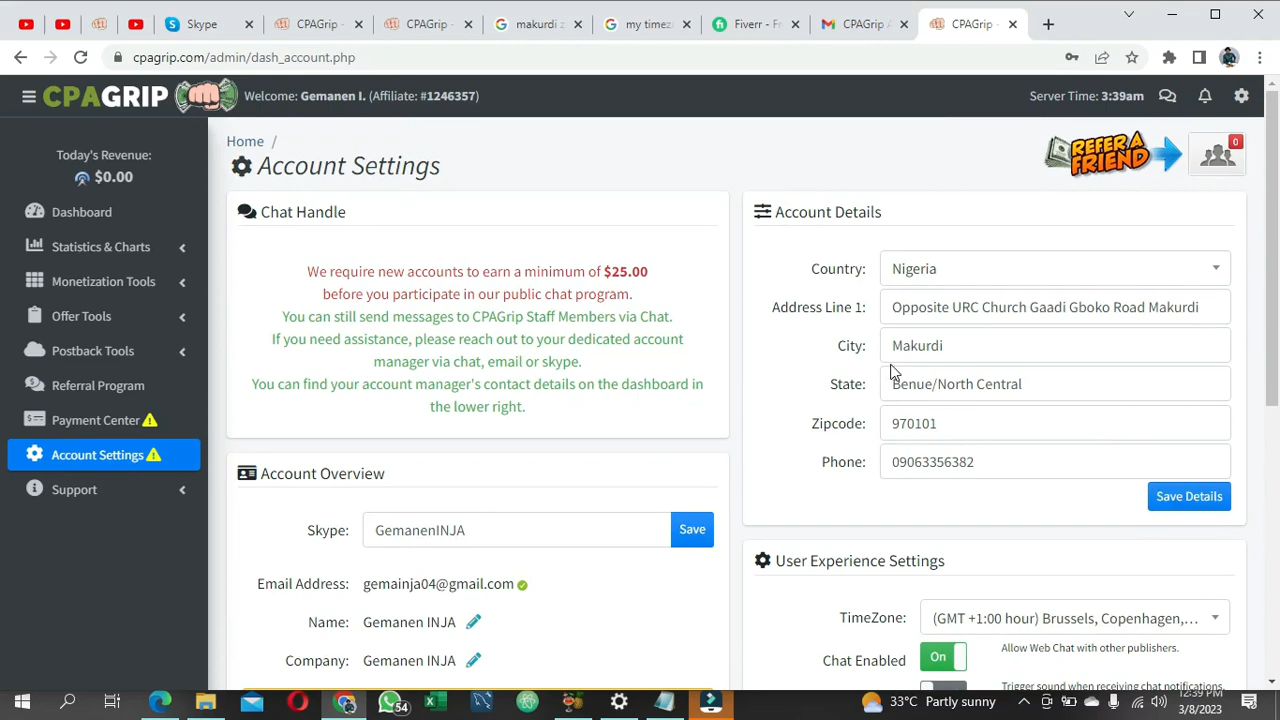 Skype
CPAGrip -
CPAGrip -
makurdi z
my timez
Fiverr - Fr
CPAGrip A
CPAGrip -
cpagrip.com/admin/dash_account.php
CPAGRIP
Welcome: Gemanen I. (Affiliate: #1246357)
Server Time: 3:39am
Today's Revenue:
$0.00
Dashboard
Statistics & Charts
Monetization Tools
Offer Tools
Postback Tools
Referral Program
Payment Center
Account Settings
Support
Home /
Account Settings
REFER A
FRIEND
0
Chat Handle
We require new accounts to earn a minimum of $25.00
before you participate in our public chat program.
You can still send messages to CPAGrip Staff Members via Chat.
If you need assistance, please reach out to your dedicated account
manager via chat, email or skype.
You can find your account manager's contact details on the dashboard in
the lower right.
Account Overview
Skype: GemanenINJA Save
Email Address: gemainja04@gmail.com
Name: Gemanen INJA
Company: Gemanen INJA
Account Details
Country: Nigeria
Address Line 1: Opposite URC Church Gaadi Gboko Road Makurdi
City: Makurdi
State: Benue/North Central
Zipcode: 970101
Phone: 09063356382
Save Details
User Experience Settings
TimeZone: (GMT +1:00 hour) Brussels, Copenhagen,...
Chat Enabled On Allow Web Chat with other publishers.
Trigger sound when receiving chat notifications.
54
33°C Partly sunny
12:39 PM
3/8/2023